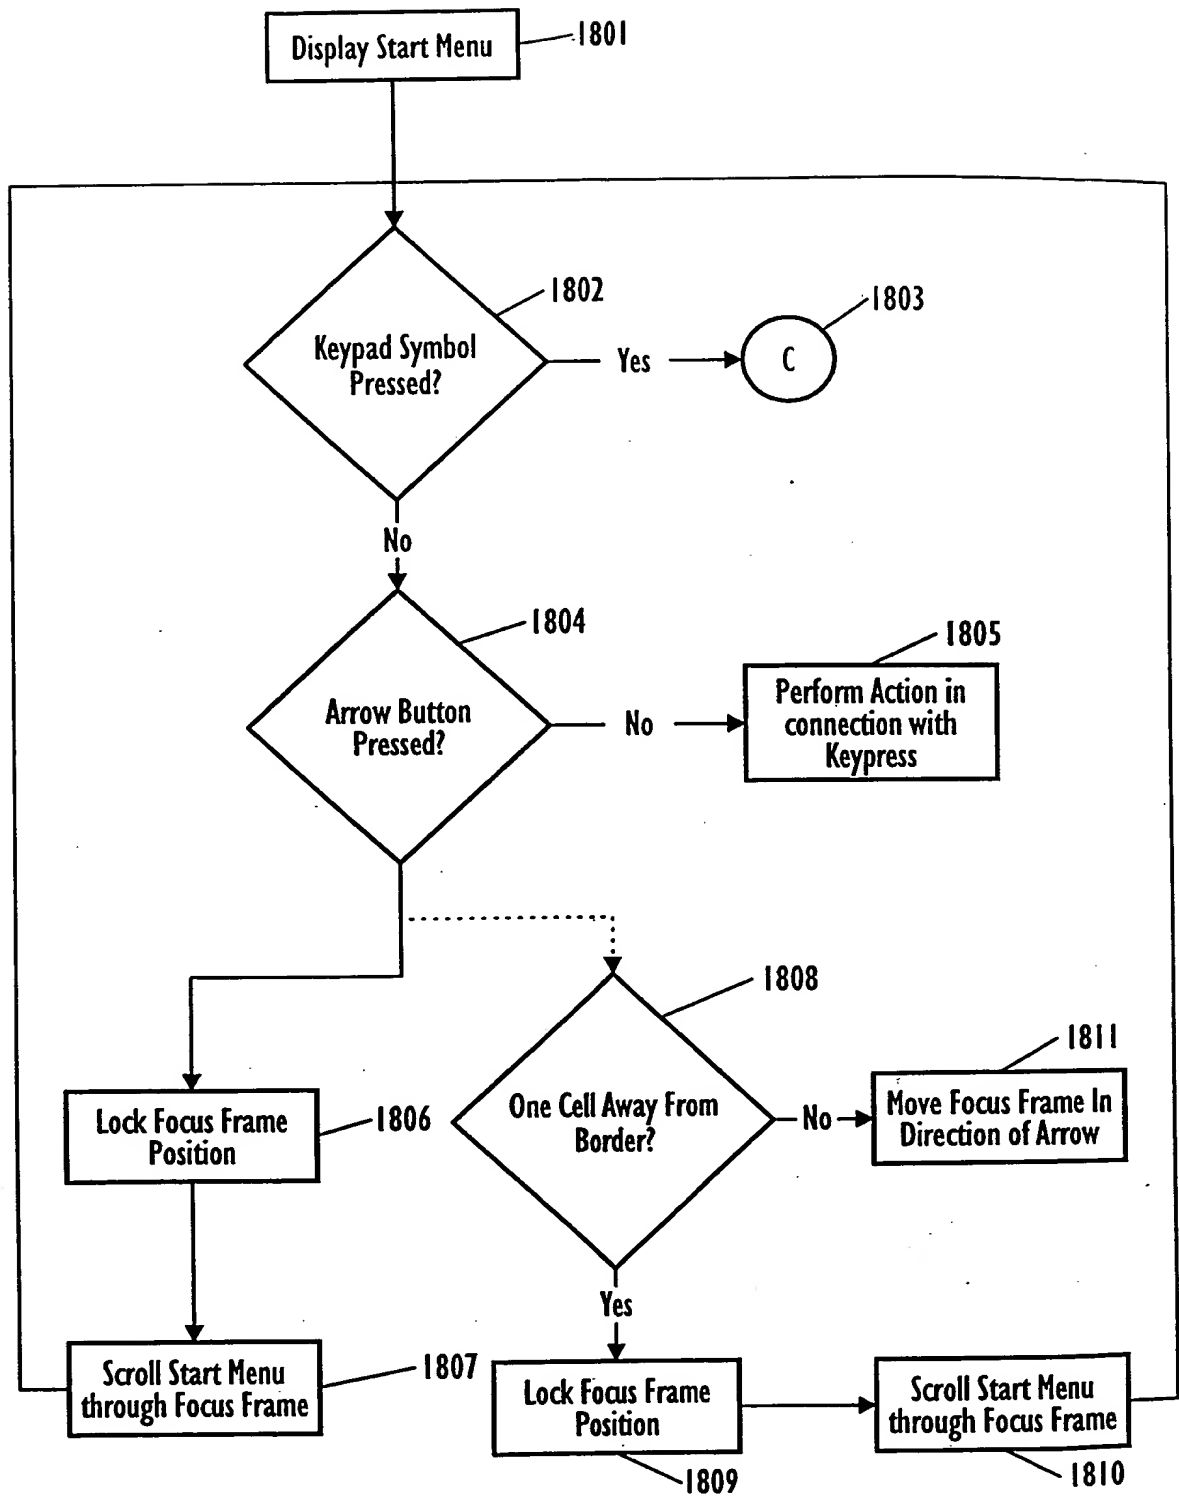 Display Start Menu
1801
1802
1803
Keypad Symbol
Pressed?
Yes
C
No
1804
1805
Arrow Button
Pressed?
No
Perform Action in
connection with
Keypress
1808
1811
Lock Focus Frame
Position
1806
One Cell Away From
Border?
No
Move Focus Frame In
Direction of Arrow
Yes
Scroll Start Menu
through Focus Frame
1807
Lock Focus Frame
Position
Scroll Start Menu
through Focus Frame
1809
1810